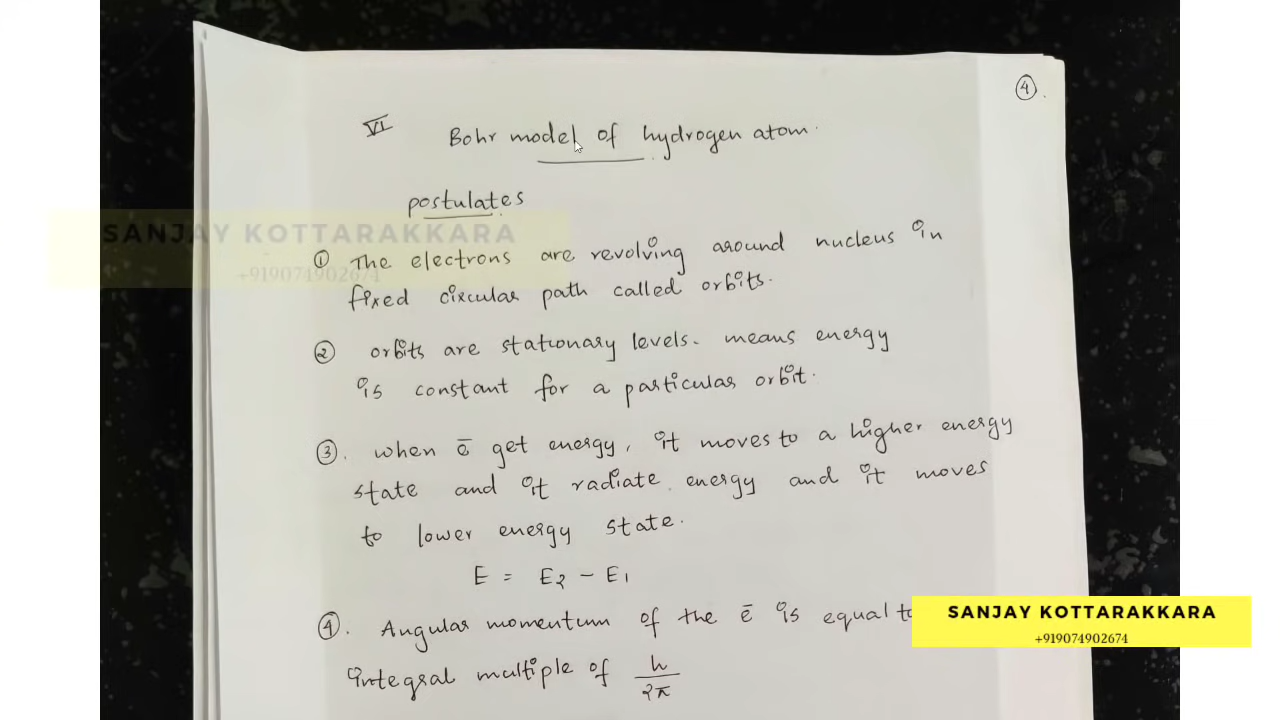 ④.
VI
Bohr model of hydrogen atom.
postulates
SANJAY KOTTARAKKARA
+919074902674
① The electrons are revolving around nucleus in
fixed circular path called orbits.
② orbits are stationary levels. means energy
is constant for a particular orbit.
③. when ē get energy, it moves to a higher energy
state and it radiate energy and it moves
to lower energy state.
E = E₂ - E₁
④. Angular momentum of the ē is equal to
SANJAY KOTTARAKKARA
+919074902674
integral multiple of h/2π